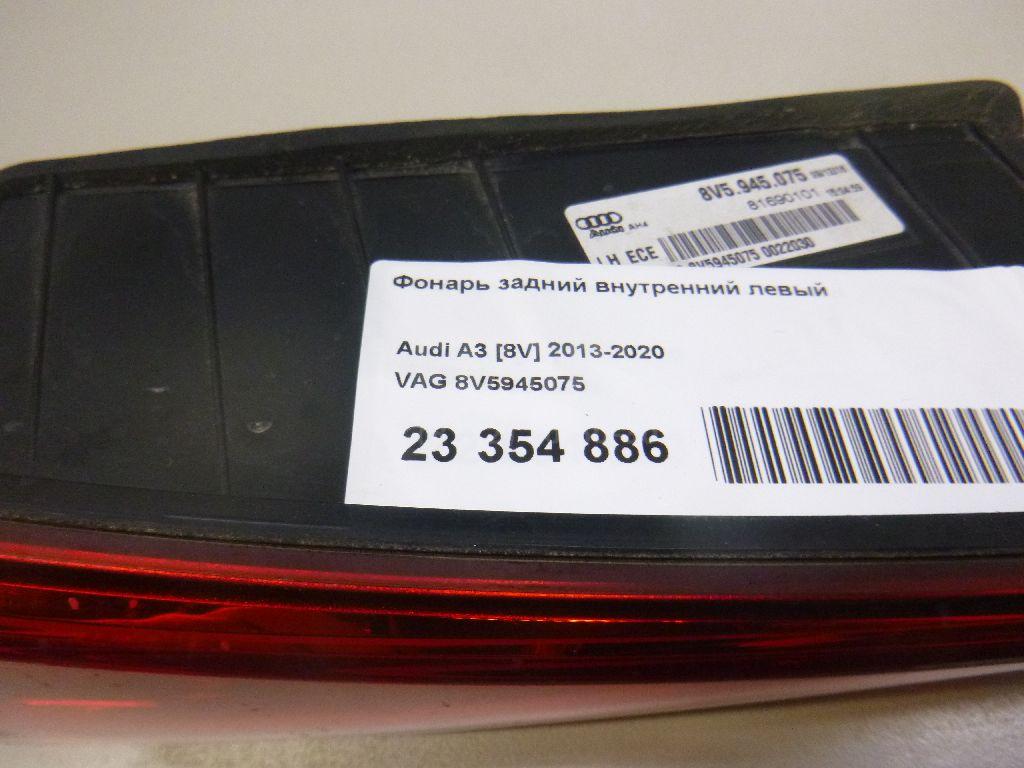 8V5.945.075
81690101
LH ECE
8V5945075 0022030
Фонарь задний внутренний левый
Audi A3 [8V] 2013-2020
VAG 8V5945075
23 354 886